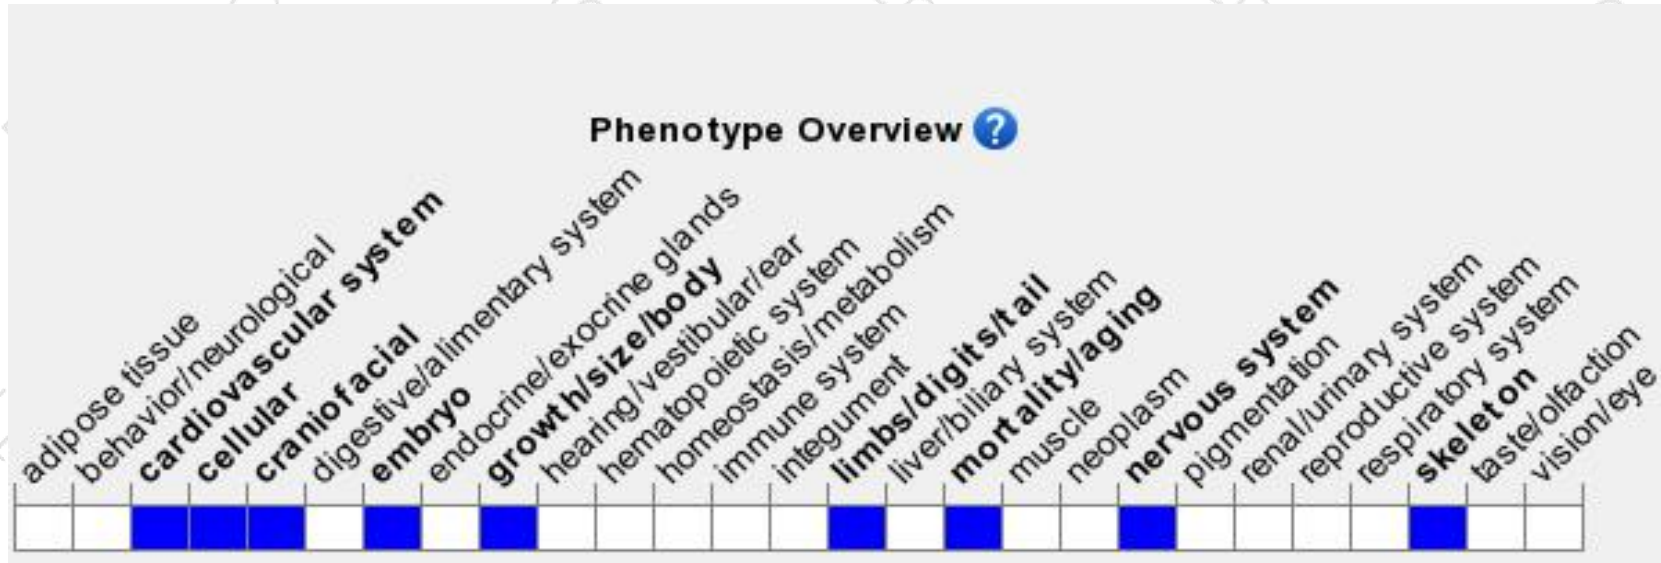 Phenotype Overview ?
adipose tissue
behavior/neurological
cardiovascular system
cellular
craniofacial
digestive/alimentary system
embryo
endocrine/exocrine glands
growth/size/body
hearing/vestibular/ear
hematopoietic system
homeostasis/metabolism
immune system
integument
limbs/digits/tail
liver/biliary system
mortality/aging
muscle
neoplasm
nervous system
pigmentation
renal/urinary system
reproductive system
respiratory system
skeleton
taste/olfaction
vision/eye